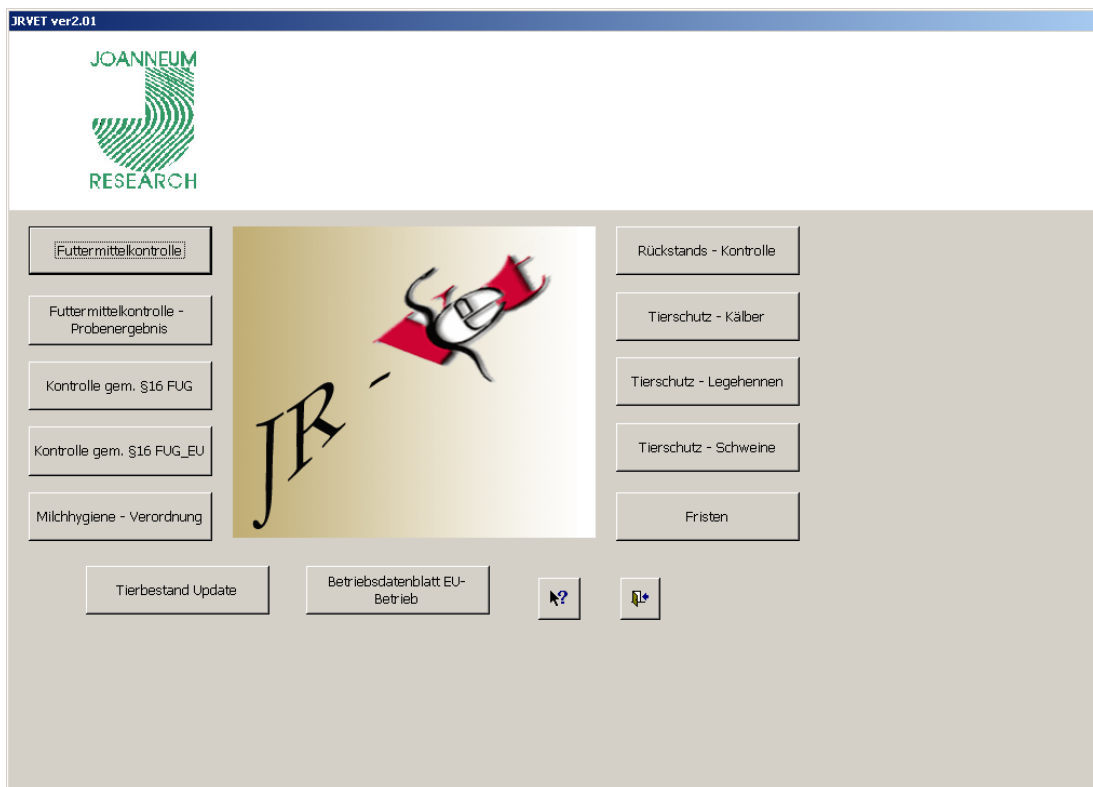 JRVET ver2.01
JOANNEUM
RESEARCH
Futtermittelkontrolle
Futtermittelkontrolle -
Probenergebnis
Kontrolle gem. §16 FUG
Kontrolle gem. §16 FUG_EU
Milchhygiene - Verordnung
JR -
Rückstands - Kontrolle
Tierschutz - Kälber
Tierschutz - Legehennen
Tierschutz - Schweine
Fristen
Tierbestand Update
Betriebsdatenblatt EU-
Betrieb
?